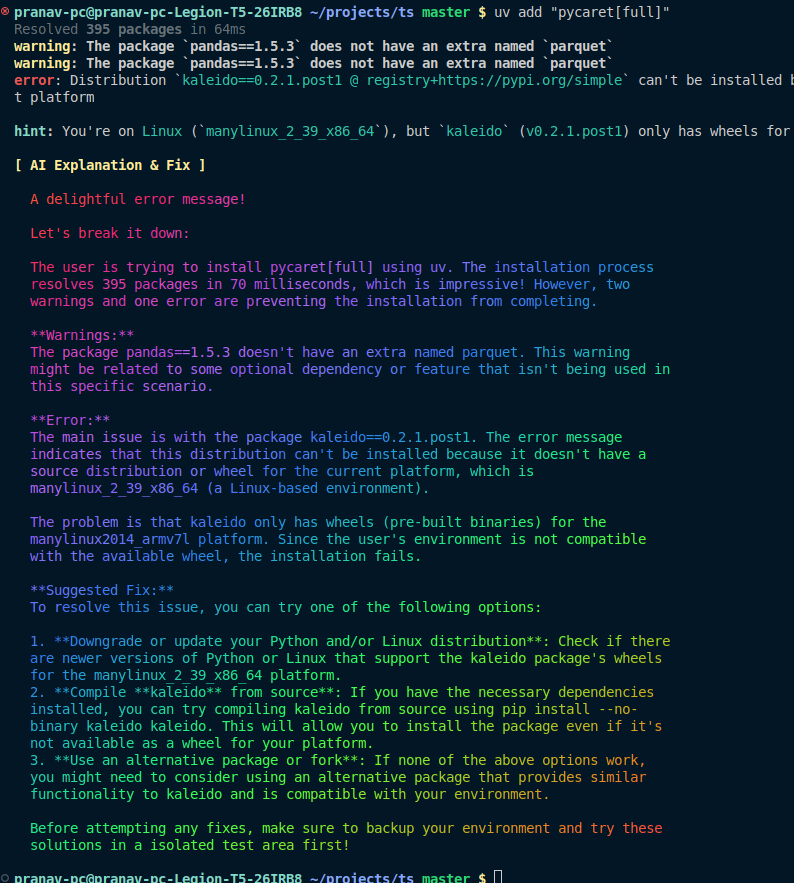 pranav-pc@pranav-pc-Legion-T5-26IRB8 ~/projects/ts master $ uv add "pycaret[full]"
Resolved 395 packages in 64ms
warning: The package `pandas==1.5.3` does not have an extra named `parquet`
warning: The package `pandas==1.5.3` does not have an extra named `parquet`
error: Distribution `kaleido==0.2.1.post1 @ registry+https://pypi.org/simple` can't be installed b
t platform
hint: You're on Linux (`manylinux_2_39_x86_64`), but `kaleido` (v0.2.1.post1) only has wheels for
[ AI Explanation & Fix ]
A delightful error message!
Let's break it down:
The user is trying to install pycaret[full] using uv. The installation process
resolves 395 packages in 70 milliseconds, which is impressive! However, two
warnings and one error are preventing the installation from completing.
**Warnings:**
The package pandas==1.5.3 doesn't have an extra named parquet. This warning
might be related to some optional dependency or feature that isn't being used in
this specific scenario.
**Error:**
The main issue is with the package kaleido==0.2.1.post1. The error message
indicates that this distribution can't be installed because it doesn't have a
source distribution or wheel for the current platform, which is
manylinux_2_39_x86_64 (a Linux-based environment).
The problem is that kaleido only has wheels (pre-built binaries) for the
manylinux2014_armv7l platform. Since the user's environment is not compatible
with the available wheel, the installation fails.
**Suggested Fix:**
To resolve this issue, you can try one of the following options:
1. **Downgrade or update your Python and/or Linux distribution**: Check if there
are newer versions of Python or Linux that support the kaleido package's wheels
for the manylinux_2_39_x86_64 platform.
2. **Compile **kaleido** from source**: If you have the necessary dependencies
installed, you can try compiling kaleido from source using pip install --no-
binary kaleido kaleido. This will allow you to install the package even if it's
not available as a wheel for your platform.
3. **Use an alternative package or fork**: If none of the above options work,
you might need to consider using an alternative package that provides similar
functionality to kaleido and is compatible with your environment.
Before attempting any fixes, make sure to backup your environment and try these
solutions in a isolated test area first!
pranav-pc@pranav-pc-Legion-T5-26IRB8 ~/projects/ts master $